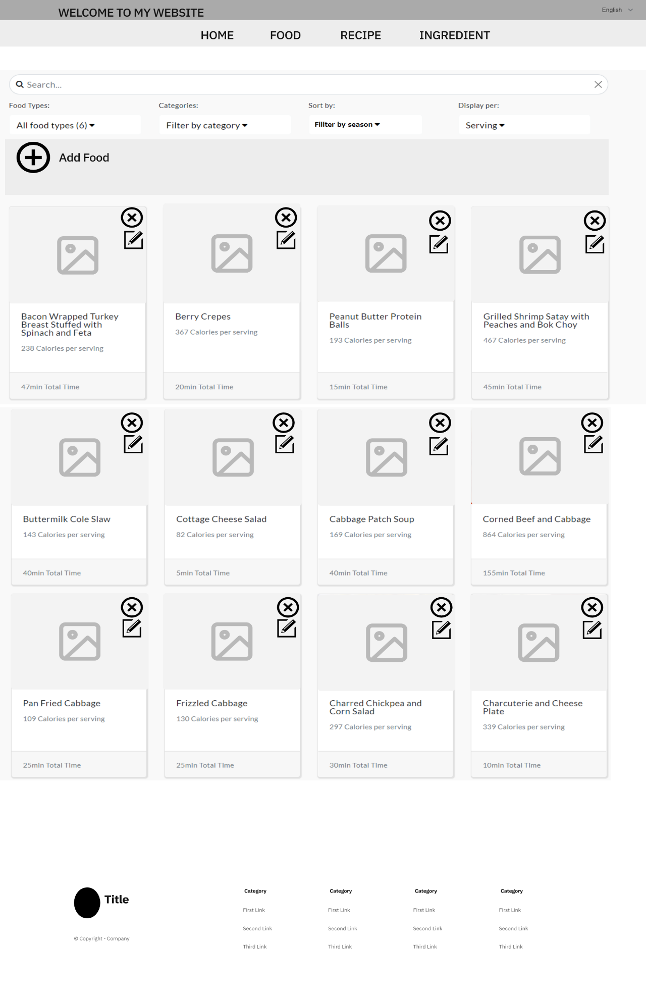 WELCOME TO MY WEBSITE
English
HOME FOOD RECIPE INGREDIENT
Search...
Food Types: Categories: Sort by: Display per:
All food types (6) Filter by category Fillter by season Serving
Add Food
Bacon Wrapped Turkey
Breast Stuffed with
Spinach and Feta
238 Calories per serving
47min Total Time
Berry Crepes
367 Calories per serving
20min Total Time
Peanut Butter Protein
Balls
193 Calories per serving
15min Total Time
Grilled Shrimp Satay with
Peaches and Bok Choy
467 Calories per serving
45min Total Time
Buttermilk Cole Slaw
143 Calories per serving
40min Total Time
Cottage Cheese Salad
82 Calories per serving
5min Total Time
Cabbage Patch Soup
169 Calories per serving
40min Total Time
Corned Beef and Cabbage
864 Calories per serving
155min Total Time
Pan Fried Cabbage
109 Calories per serving
25min Total Time
Frizzled Cabbage
130 Calories per serving
25min Total Time
Charred Chickpea and
Corn Salad
297 Calories per serving
30min Total Time
Charcuterie and Cheese
Plate
339 Calories per serving
10min Total Time
Title
© Copyright - Company
Category
First Link
Second Link
Third Link
Category
First Link
Second Link
Third Link
Category
First Link
Second Link
Third Link
Category
First Link
Second Link
Third Link